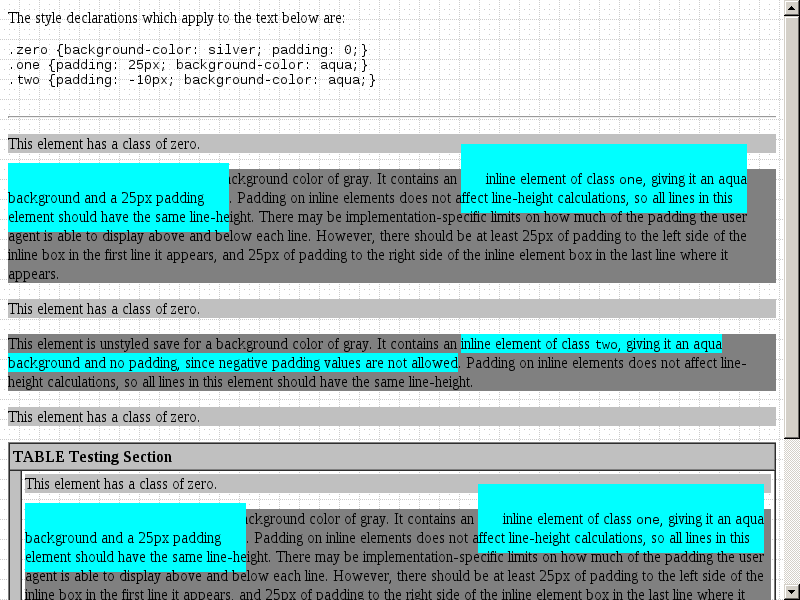 The style declarations which apply to the text below are:
.zero {background-color: silver; padding: 0;}
.one {padding: 25px; background-color: aqua;}
.two {padding: -10px; background-color: aqua;}
This element has a class of zero.
ckground color of gray. It contains an inline element of class one, giving it an aqua
background and a 25px padding. Padding on inline elements does not affect line-height calculations, so all lines in this
element should have the same line-height. There may be implementation-specific limits on how much of the padding the user
agent is able to display above and below each line. However, there should be at least 25px of padding to the left side of the
inline box in the first line it appears, and 25px of padding to the right side of the inline element box in the last line where it
appears.
This element has a class of zero.
This element is unstyled save for a background color of gray. It contains an inline element of class two, giving it an aqua
background and no padding, since negative padding values are not allowed. Padding on inline elements does not affect line-
height calculations, so all lines in this element should have the same line-height.
This element has a class of zero.
TABLE Testing Section
This element has a class of zero.
ckground color of gray. It contains an inline element of class one, giving it an aqua
background and a 25px padding. Padding on inline elements does not affect line-height calculations, so all lines in this
element should have the same line-height. There may be implementation-specific limits on how much of the padding the user
agent is able to display above and below each line. However, there should be at least 25px of padding to the left side of the
inline box in the first line it appears, and 25px of padding to the right side of the inline element box in the last line where it